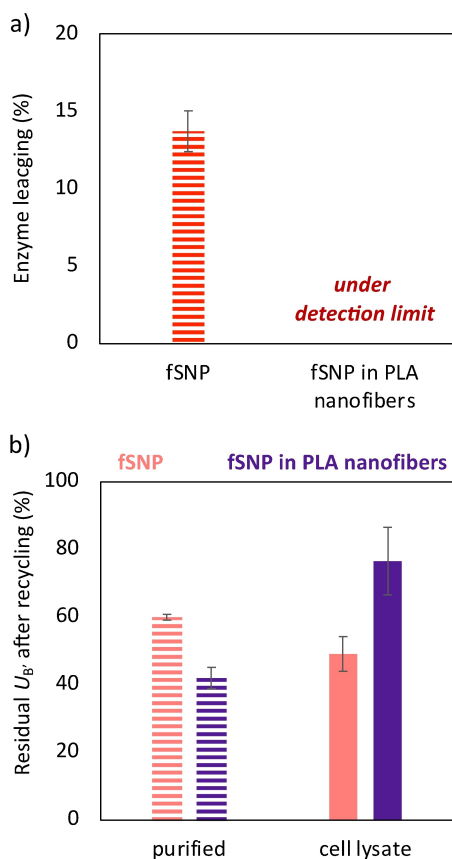 a)
20
15
10
5
0
Enzyme leacging (%)
under
detection limit
fSNP
fSNP in PLA
nanofibers
b)
fSNP
fSNP in PLA nanofibers
100
80
60
40
20
0
Residual UB' after recycling (%)
purified
cell lysate